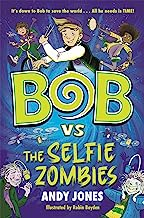 It's down to Bob to save the world . . . All he needs is TIME!
BOB
VS
THE SELFIE
ZOMBIES
ANDY JONES
Illustrated by Robin Boyden